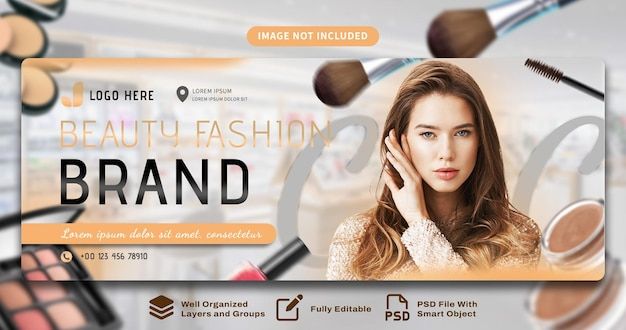 IMAGE NOT INCLUDED
LOGO HERE
LOREM IPSUM
LOREM IPSUM DOLOR SIT
BEAUTY FASHION
BRAND
Lorem ipsum dolor sit amet, consectetur
+00 123 456 78910
Well Organized
Layers and Groups
Fully Editable
PSD
PSD File With
Smart Object